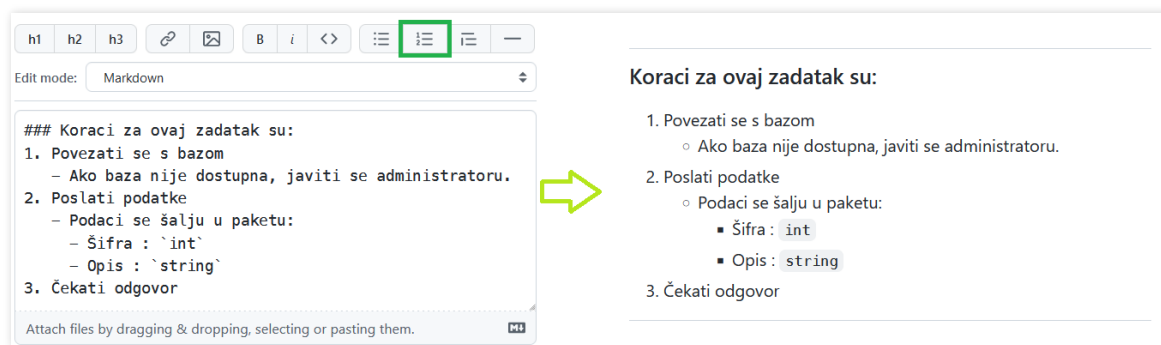 h1 h2 h3 B i <>
Edit mode: Markdown
### Koraci za ovaj zadatak su:
1. Povezati se s bazom
   - Ako baza nije dostupna, javiti se administratoru.
2. Poslati podatke
   - Podaci se šalju u paketu:
     - Šifra : `int`
     - Opis : `string`
3. Čekati odgovor
Attach files by dragging & dropping, selecting or pasting them.
Koraci za ovaj zadatak su:
1. Povezati se s bazom
◦ Ako baza nije dostupna, javiti se administratoru.
2. Poslati podatke
◦ Podaci se šalju u paketu:
▪ Šifra : int
▪ Opis : string
3. Čekati odgovor